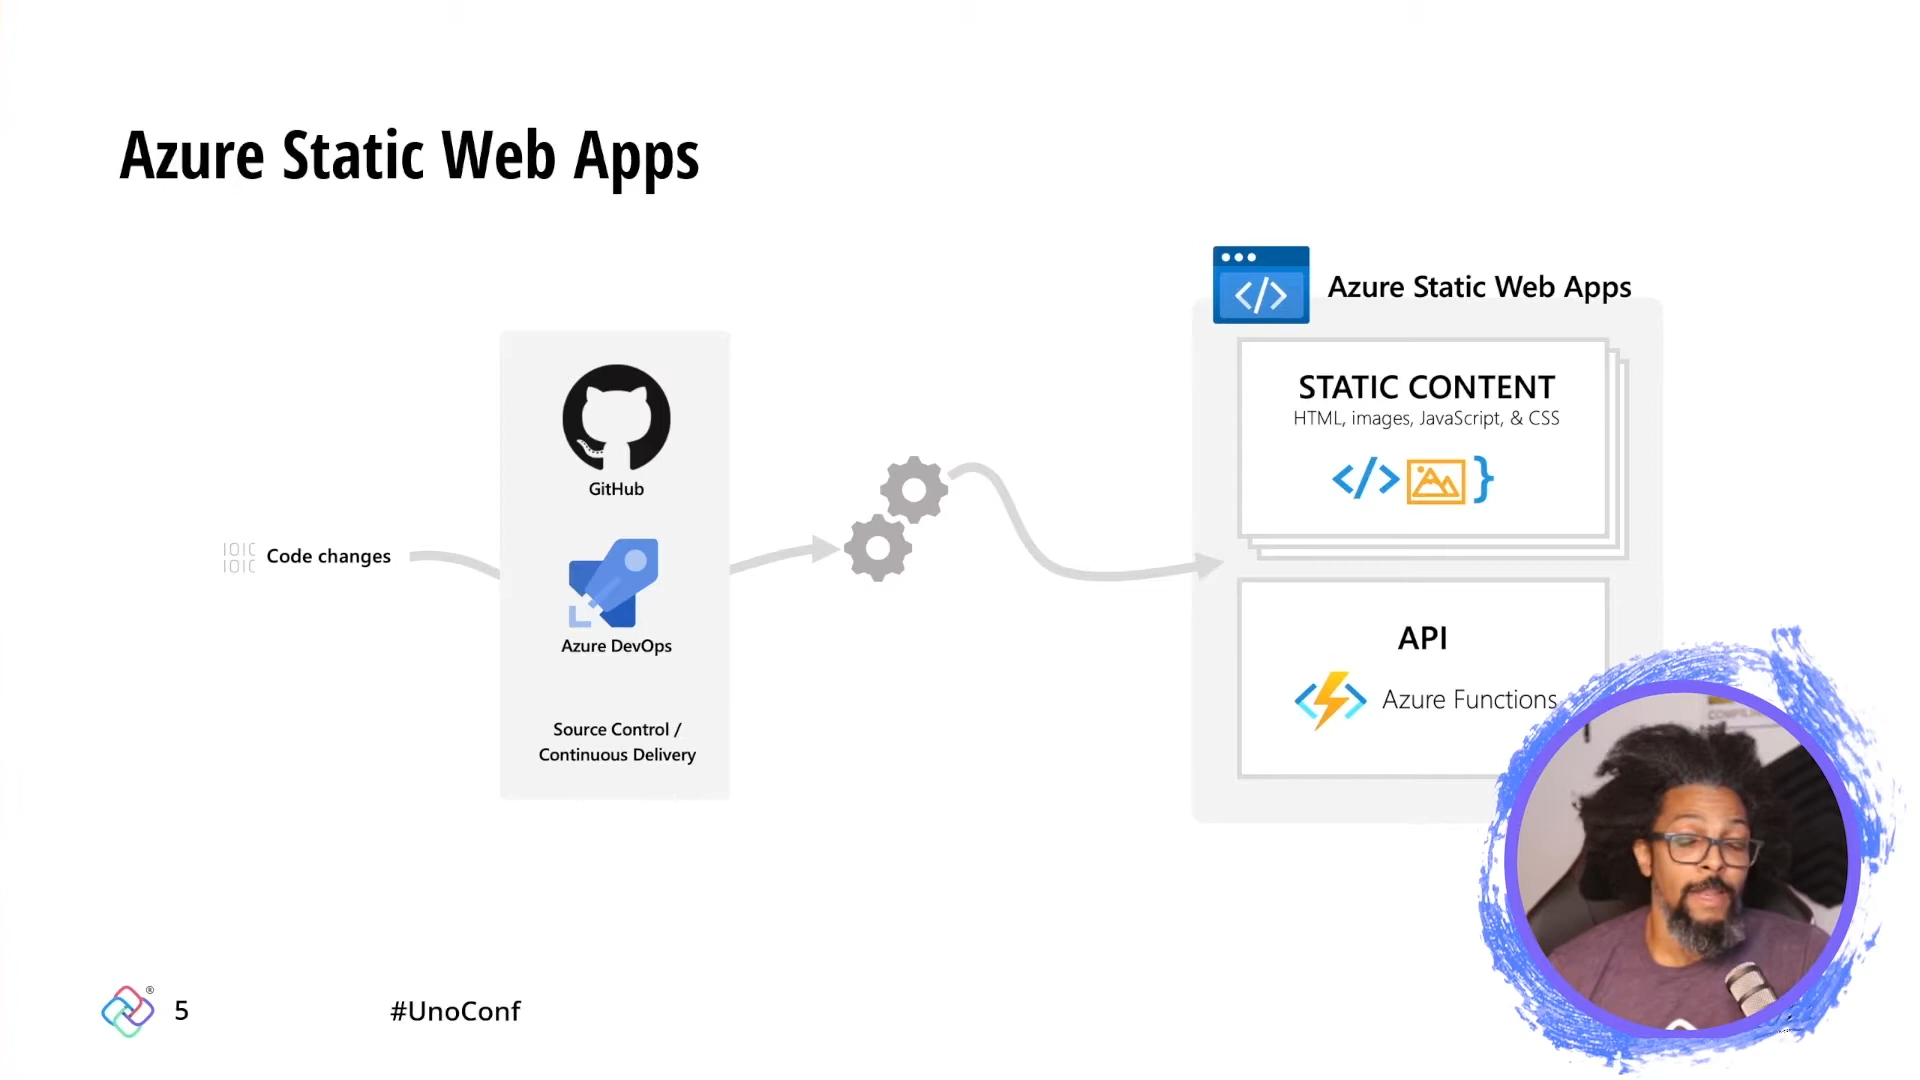 Azure Static Web Apps
Azure Static Web Apps
STATIC CONTENT
HTML, images, JavaScript, & CSS
</>
}
GitHub
IOIC
IOIC
Code changes
Azure DevOps
API
Azure Functions
Source Control /
Continuous Delivery
5
#UnoConf